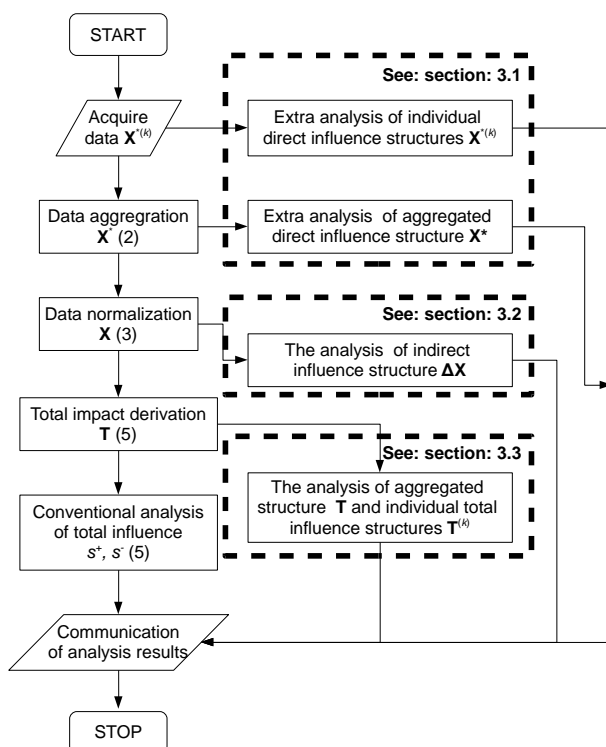 START
See: section: 3.1
Acquire
data X*(k)
Extra analysis of individual
direct influence structures X*(k)
Data aggregration
X* (2)
Extra analysis of aggregated
direct influence structure X*
Data normalization
X (3)
See: section: 3.2
The analysis of indirect
influence structure ΔX
Total impact derivation
T (5)
See: section: 3.3
The analysis of aggregated
structure T and individual total
influence structures T(k)
Conventional analysis
of total influence
s+, s- (5)
Communication
of analysis results
STOP